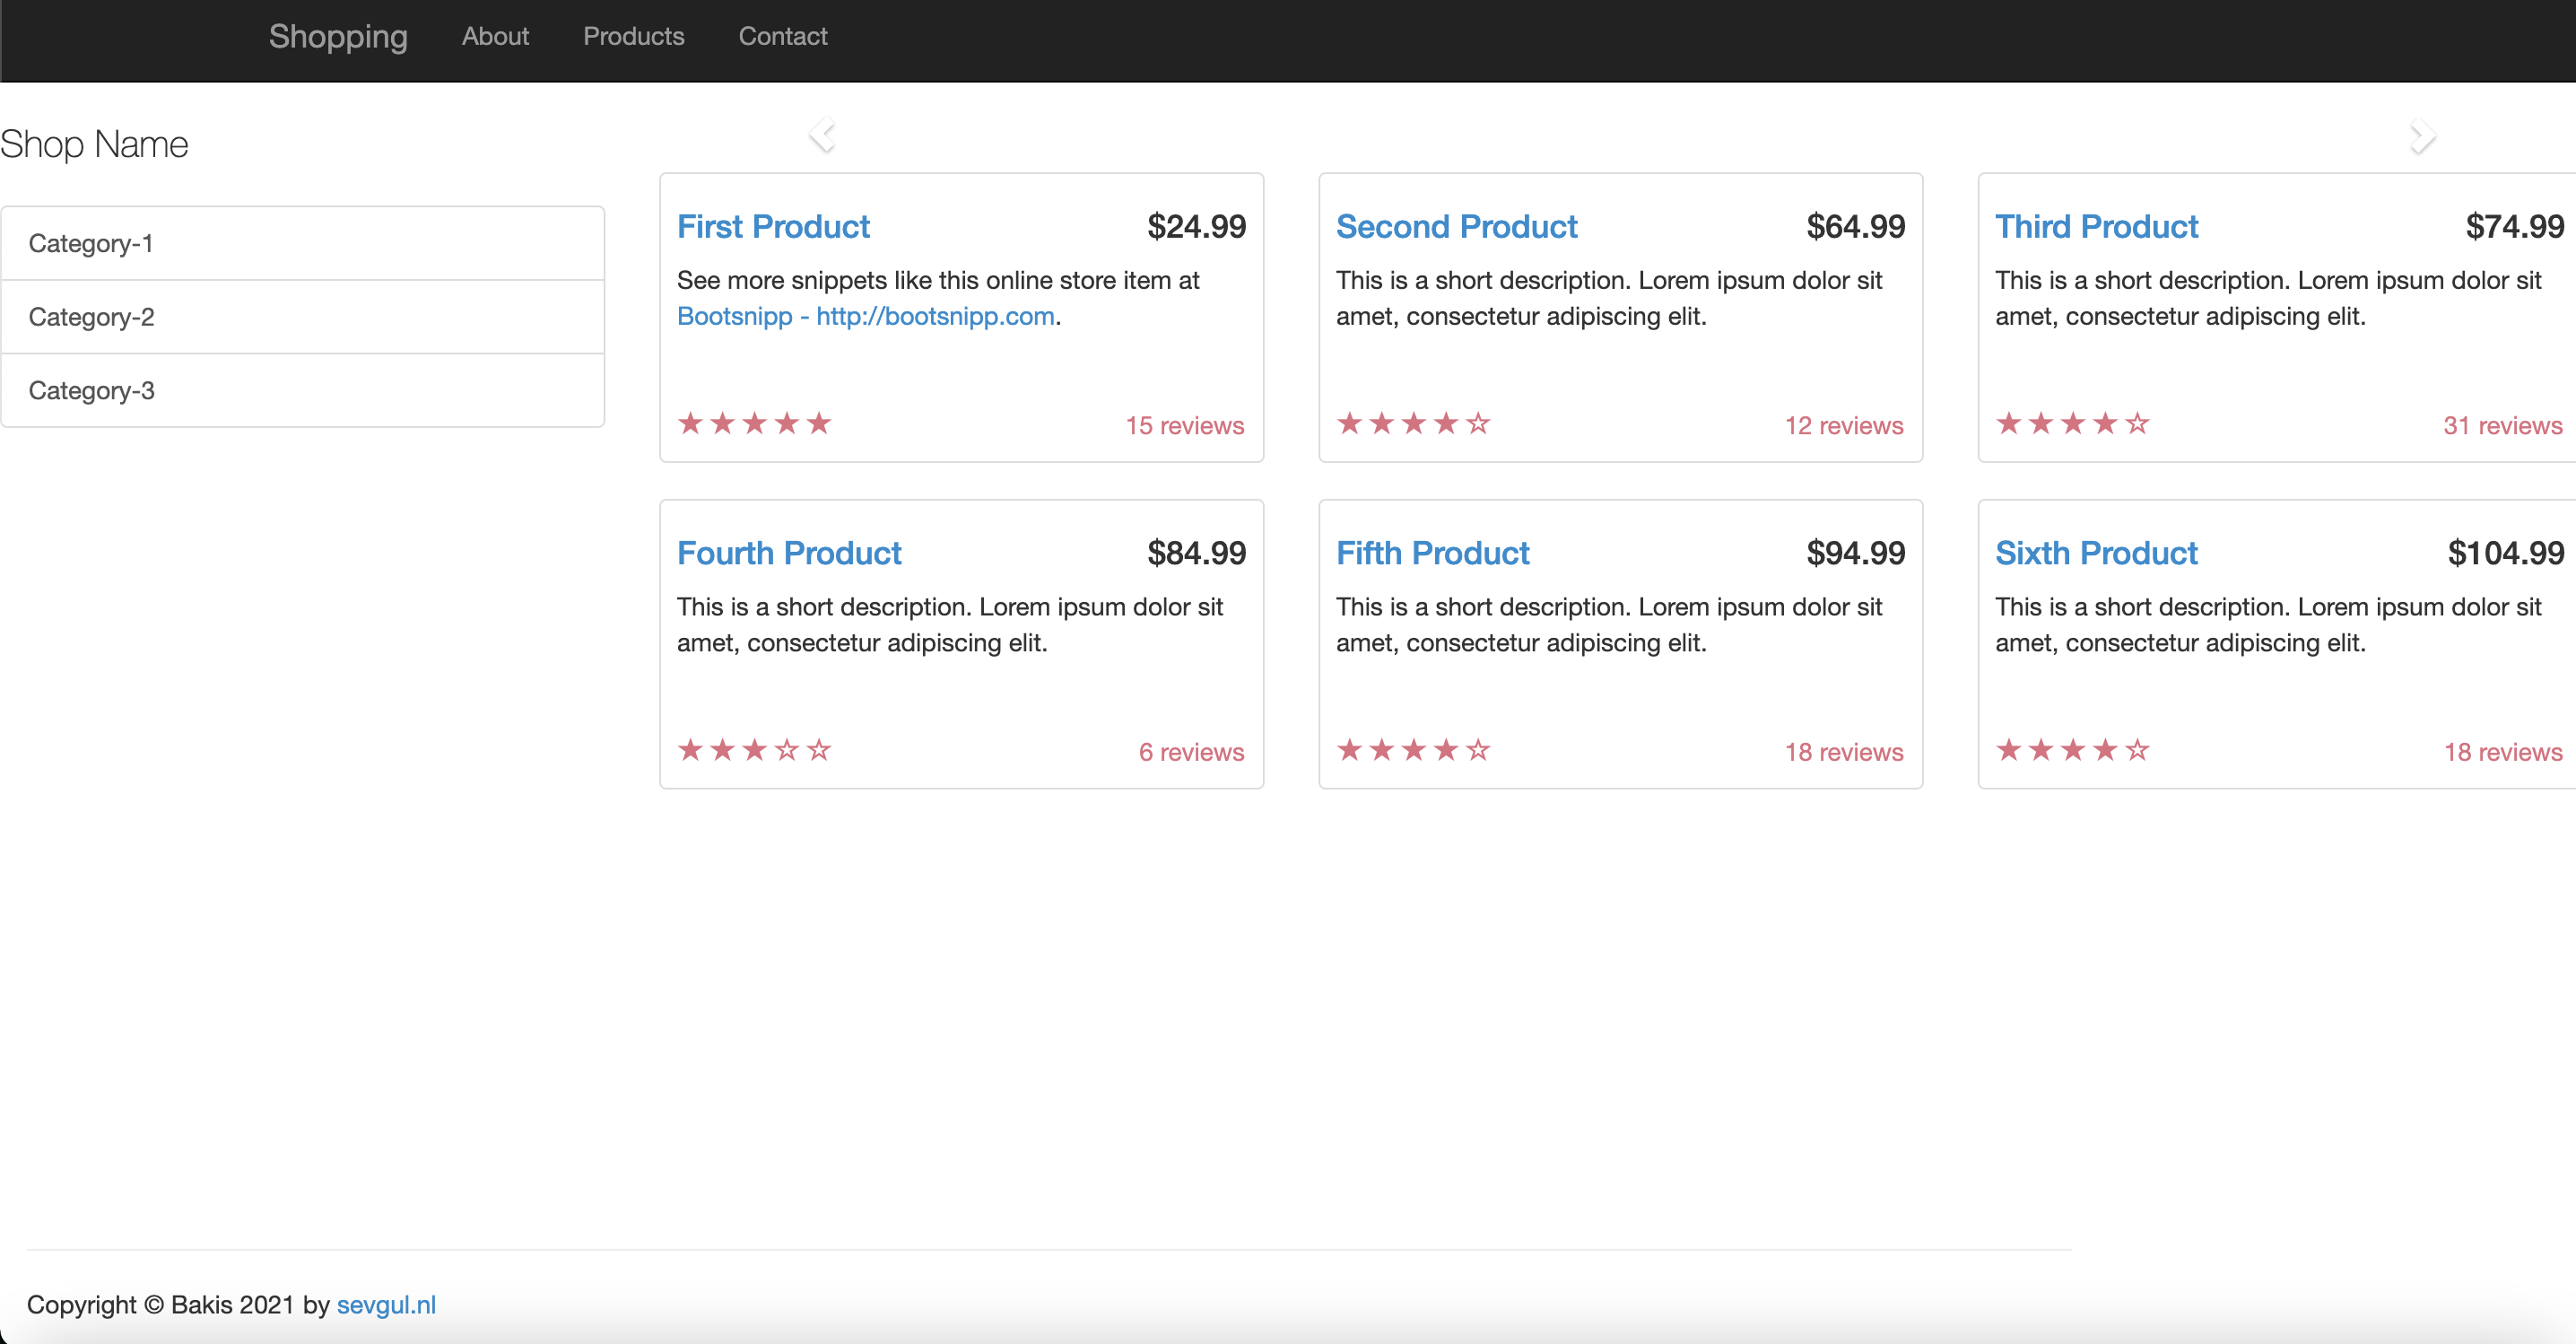 Shopping About Products Contact
Shop Name
Category-1
Category-2
Category-3
First Product $24.99
See more snippets like this online store item at
Bootsnipp - http://bootsnipp.com.
★★★★★ 15 reviews
Second Product $64.99
This is a short description. Lorem ipsum dolor sit
amet, consectetur adipiscing elit.
★★★★☆ 12 reviews
Third Product $74.99
This is a short description. Lorem ipsum dolor sit
amet, consectetur adipiscing elit.
★★★★☆ 31 reviews
Fourth Product $84.99
This is a short description. Lorem ipsum dolor sit
amet, consectetur adipiscing elit.
★★★☆☆ 6 reviews
Fifth Product $94.99
This is a short description. Lorem ipsum dolor sit
amet, consectetur adipiscing elit.
★★★★☆ 18 reviews
Sixth Product $104.99
This is a short description. Lorem ipsum dolor sit
amet, consectetur adipiscing elit.
★★★★☆ 18 reviews
Copyright © Bakis 2021 by sevgul.nl